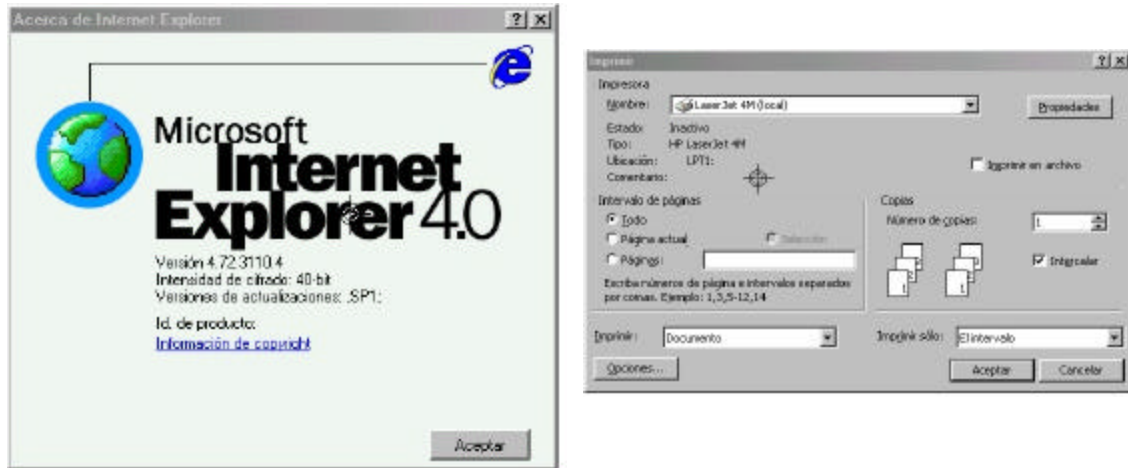 Acerca de Internet Explorer
Microsoft
Internet
Explorer 4.0
Versión 4.72.3110.4
Intensidad de cifrado: 40-bit
Versiones de actualizaciones: ;SP1;
Id. de producto:
Información de copyright
Aceptar
Imprimir
Impresora
Nombre: LaserJet 4M (local)
Propiedades
Estado: Inactivo
Tipo: HP LaserJet 4M
Ubicación: LPT1:
Comentario:
Imprimir en archivo
Intervalo de páginas
Todo
Página actual
Selección
Páginas:
Escriba números de página e intervalos separados
por comas. Ejemplo: 1,3,5-12,14
Copias
Número de copias: 1
Intercalar
Imprimir: Documento
Imprimir sólo: El intervalo
Opciones...
Aceptar
Cancelar